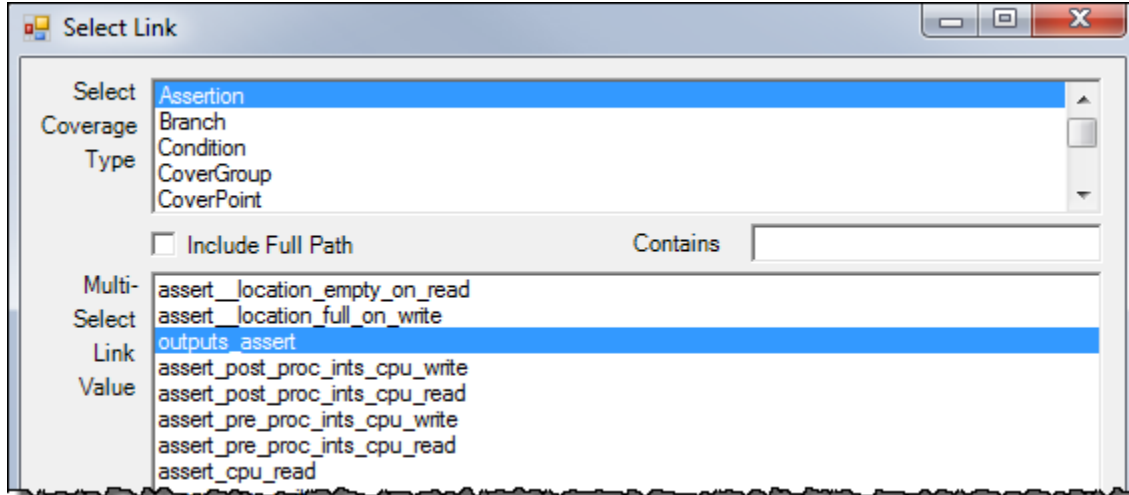 Select Link
Select Coverage Type
Assertion
Branch
Condition
CoverGroup
CoverPoint
Include Full Path
Contains
Multi-Select Link Value
assert__location_empty_on_read
assert__location_full_on_write
outputs_assert
assert_post_proc_ints_cpu_write
assert_post_proc_ints_cpu_read
assert_pre_proc_ints_cpu_write
assert_pre_proc_ints_cpu_read
assert_cpu_read